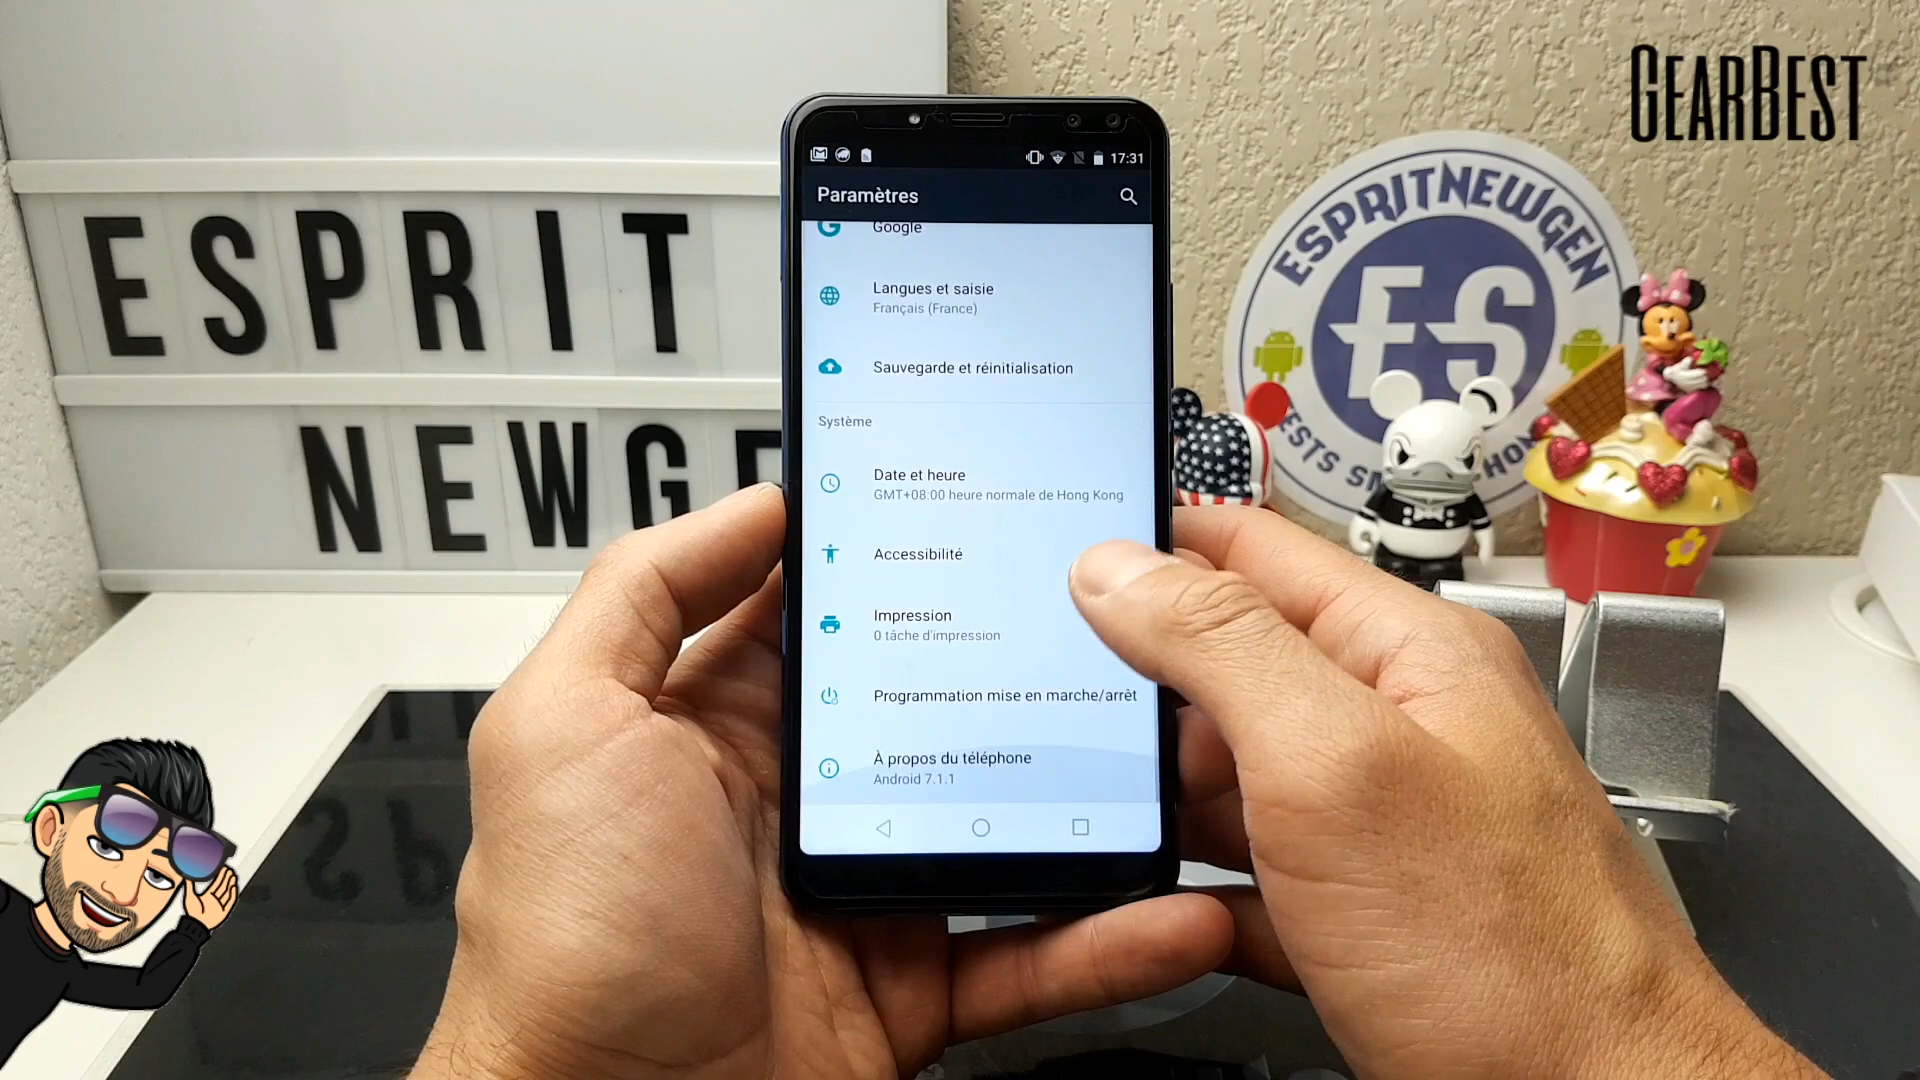 GEARBEST
ESPRIT
NEWGE
17:31
Paramètres
Google
Langues et saisie
Français (France)
Sauvegarde et réinitialisation
Système
Date et heure
GMT+08:00 heure normale de Hong Kong
Accessibilité
Impression
0 tâche d'impression
Programmation mise en marche/arrêt
À propos du téléphone
Android 7.1.1
ESPRITNEWGEN
ES